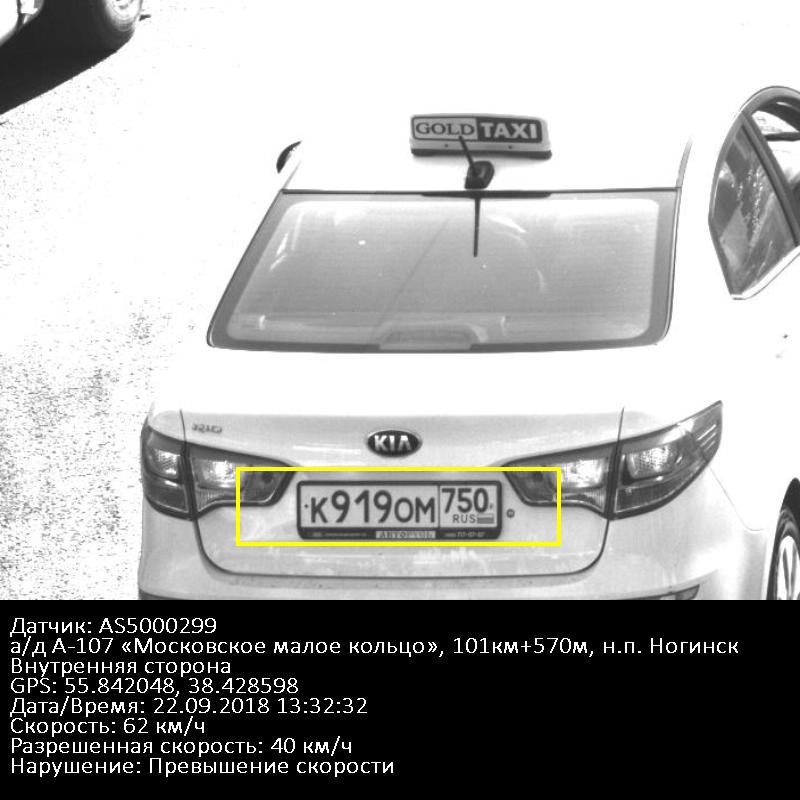 GOLD TAXI
RIO
KIA
К919ОМ 750
RUS
АВТОРУСЬ
Датчик: AS5000299
а/д А-107 «Московское малое кольцо», 101км+570м, н.п. Ногинск
Внутренняя сторона
GPS: 55.842048, 38.428598
Дата/Время: 22.09.2018 13:32:32
Скорость: 62 км/ч
Разрешенная скорость: 40 км/ч
Нарушение: Превышение скорости